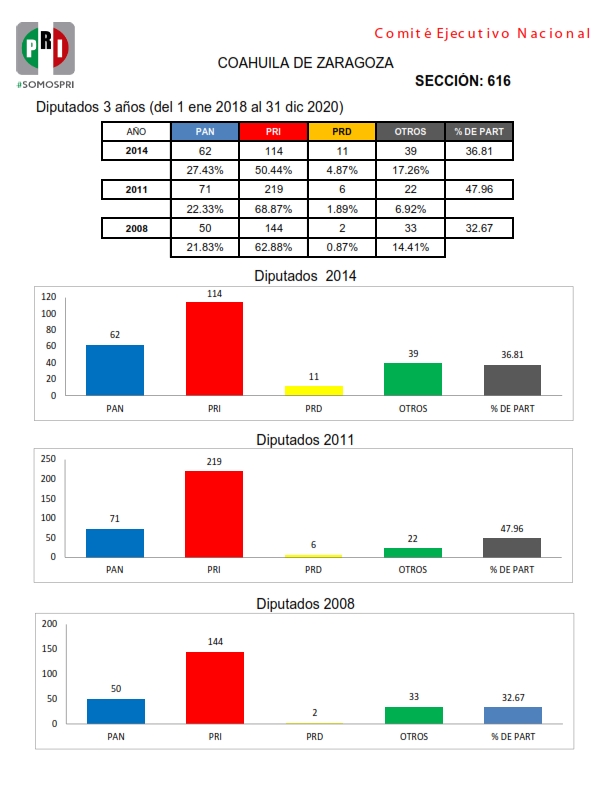 Comité Ejecutivo Nacional
PRI
#SOMOSPRI
COAHUILA DE ZARAGOZA
SECCIÓN: 616
Diputados 3 años (del 1 ene 2018 al 31 dic 2020)
AÑO PAN PRI PRD OTROS % DE PART
2014 62 114 11 39 36.81
27.43% 50.44% 4.87% 17.26%
2011 71 219 6 22 47.96
22.33% 68.87% 1.89% 6.92%
2008 50 144 2 33 32.67
21.83% 62.88% 0.87% 14.41%
Diputados 2014
120
100
80
60
40
20
0
62
114
11
39
36.81
PAN PRI PRD OTROS % DE PART
Diputados 2011
250
200
150
100
50
0
71
219
6
22
47.96
PAN PRI PRD OTROS % DE PART
Diputados 2008
200
150
100
50
0
50
144
2
33
32.67
PAN PRI PRD OTROS % DE PART